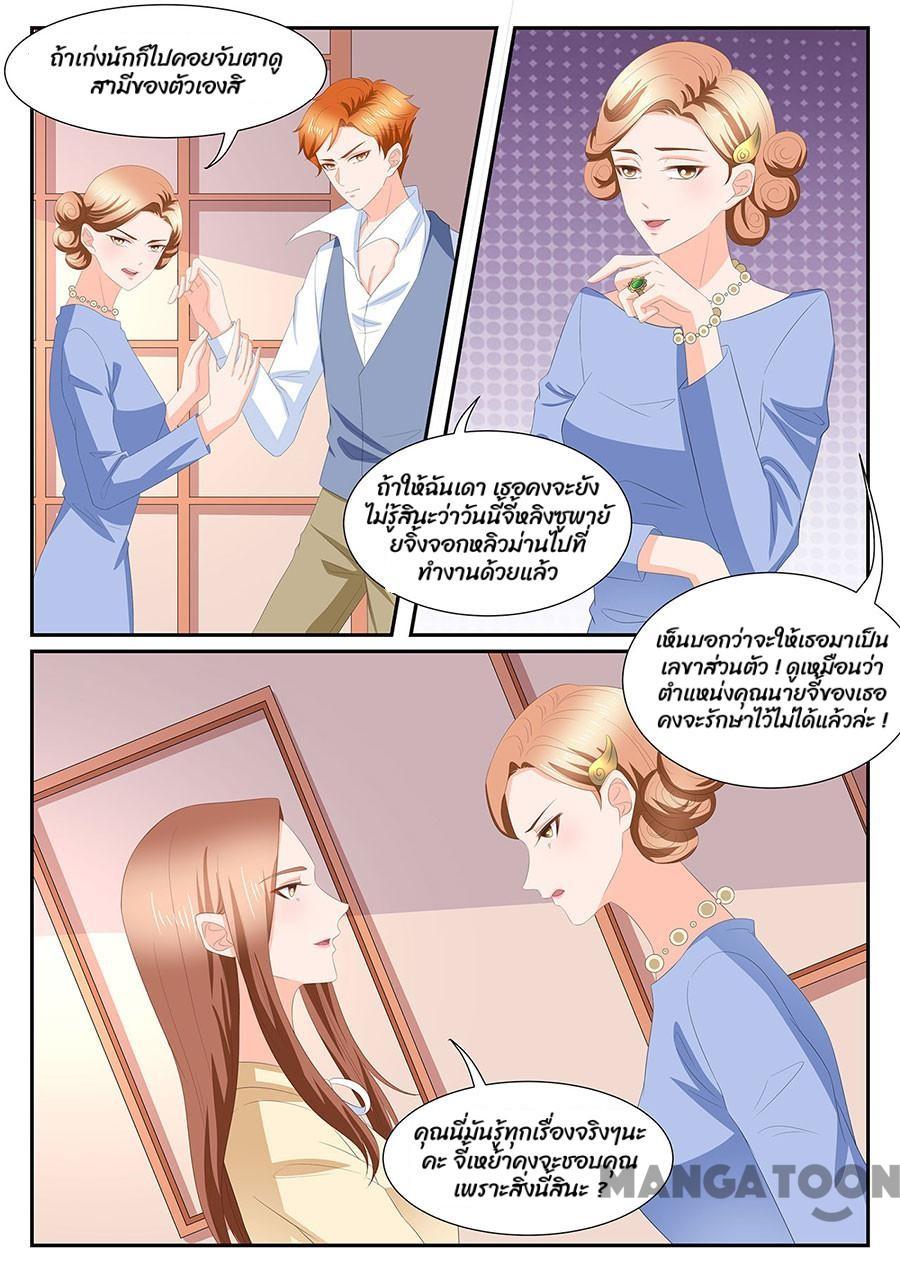 ถ้าเก่งนักก็ไปคอยจับตาดู
สามีของตัวเองสิ
ถ้าให้ฉันเดา เธอคงจะยัง
ไม่รู้สินะว่าวันนี้จี้หลิงซูพายั
ยจิ้งจอกหลิวม่านไปที่
ทำงานด้วยแล้ว
เห็นบอกว่าจะให้เธอมาเป็น
เลขาส่วนตัว ! ดูเหมือนว่า
ตำแหน่งคุณนายจี้ของเธอ
คงจะรักษาไว้ไม่ได้แล้วล่ะ !
คุณนี่มันรู้ทุกเรื่องจริงๆนะ
คะ จี้เหย้าคงจะชอบคุณ
เพราะสิ่งนี้สินะ ?
MANGATOON